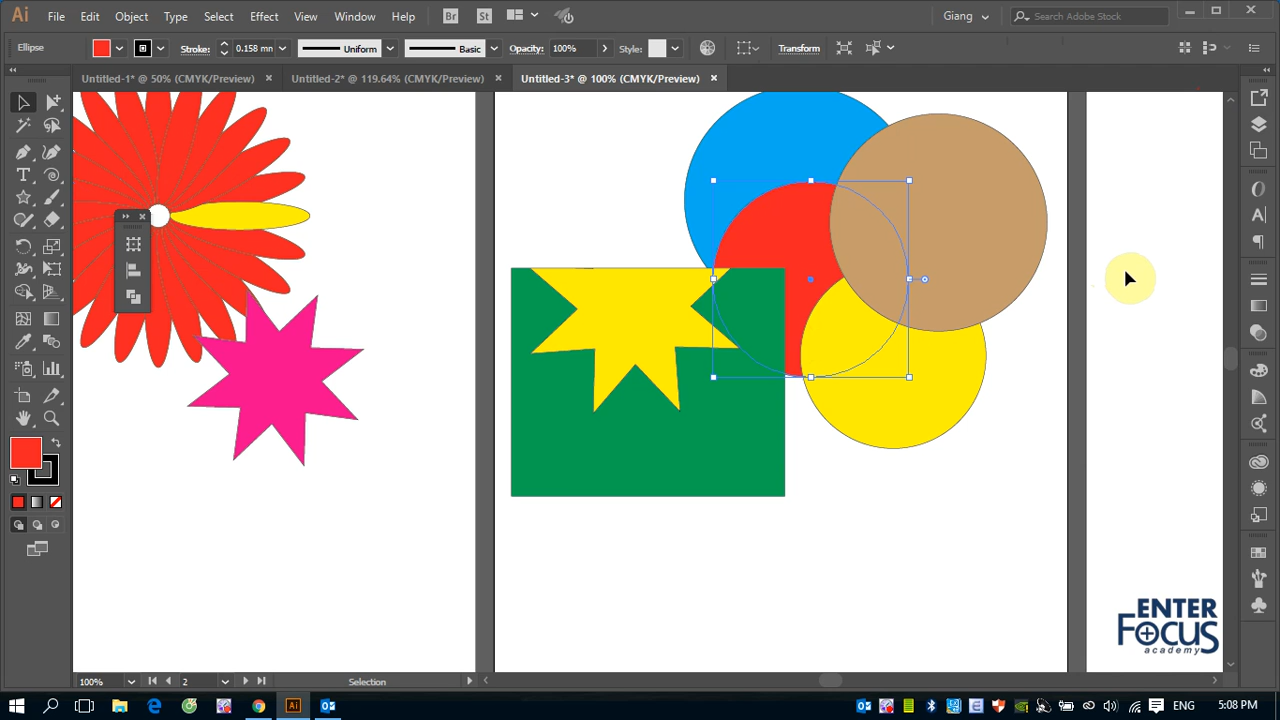 Ai File Edit Object Type Select Effect View Window Help Br St Giang Search Adobe Stock
Ellipse Stroke: 0.158 mn Uniform Basic Opacity: 100% Style: Transform
Untitled-1* @ 50% (CMYK/Preview) × Untitled-2* @ 119.64% (CMYK/Preview) × Untitled-3* @ 100% (CMYK/Preview) ×
ENTER
FOCUS
academy
100% 2 Selection
Ai ENG 5:08 PM